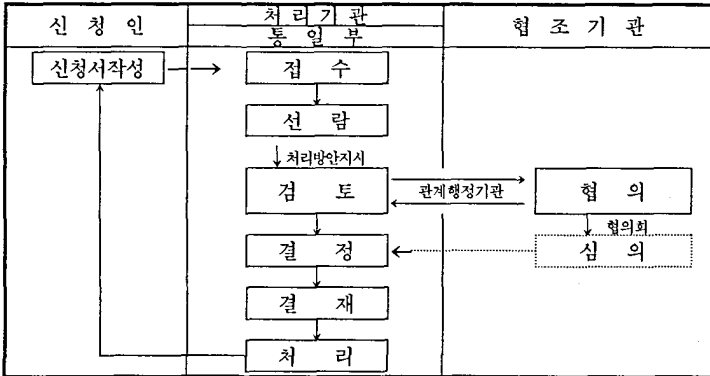 신 청 인
처 리 기 관
통 일 부
협 조 기 관
신청서작성
접 수
선 람
처리방안지시
검 토
관계행정기관
협 의
협의회
결 정
심 의
결 재
처 리